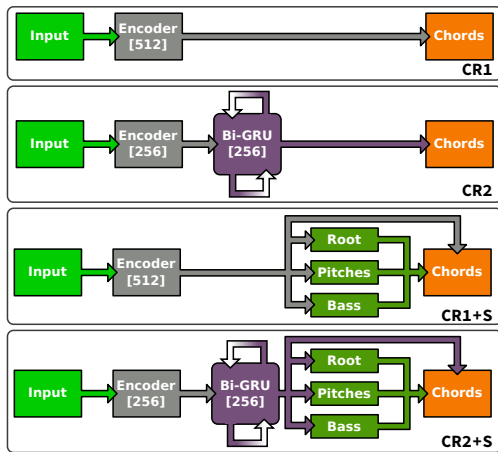 Input
Encoder
[512]
Chords
CR1
Input
Encoder
[256]
Bi-GRU
[256]
Chords
CR2
Input
Encoder
[512]
Root
Pitches
Bass
Chords
CR1+S
Input
Encoder
[256]
Bi-GRU
[256]
Root
Pitches
Bass
Chords
CR2+S